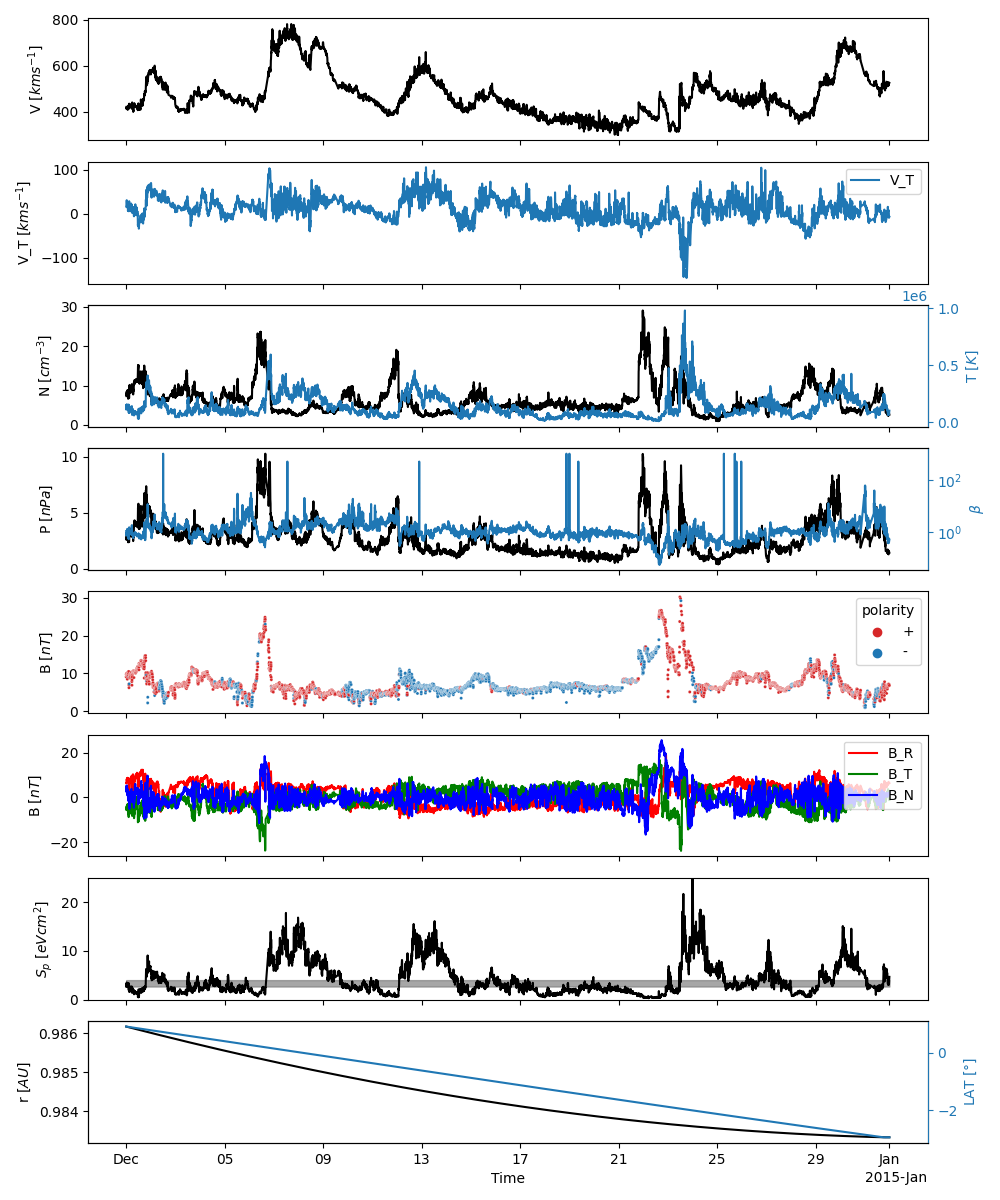 800
600
400
V [kms⁻¹]
100
0
−100
V_T [kms⁻¹]
V_T
1e6
30
20
10
0
N [cm⁻³]
1.0
0.5
0.0
T [K]
10
5
0
P [nPa]
10²
10⁰
β
30
20
10
0
B [nT]
polarity
+
-
20
0
−20
B [nT]
B_R
B_T
B_N
20
10
0
Sₚ [eVcm²]
0.986
0.985
0.984
r [AU]
0
−2
LAT [°]
Dec 05 09 13 17 21 25 29 Jan
Time
2015-Jan